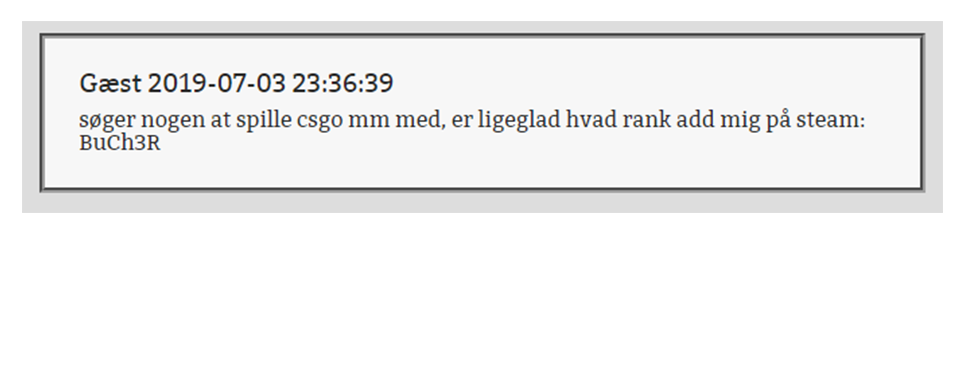 Gæst 2019-07-03 23:36:39
søger nogen at spille csgo mm med, er ligeglad hvad rank add mig på steam:
BuCh3R